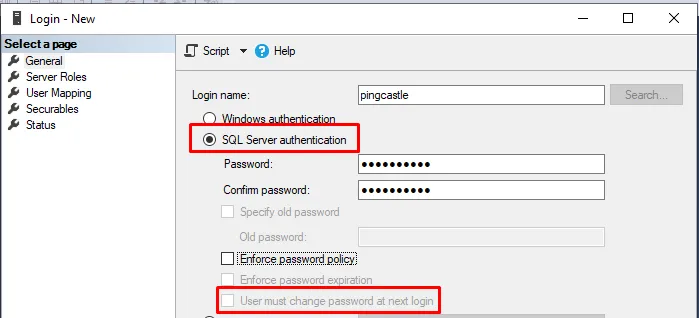 Login - New
Select a page
General
Server Roles
User Mapping
Securables
Status
Script
Help
Login name:
pingcastle
Search...
Windows authentication
SQL Server authentication
Password:
●●●●●●●●●●
Confirm password:
●●●●●●●●●●
Specify old password
Old password:
Enforce password policy
Enforce password expiration
User must change password at next login